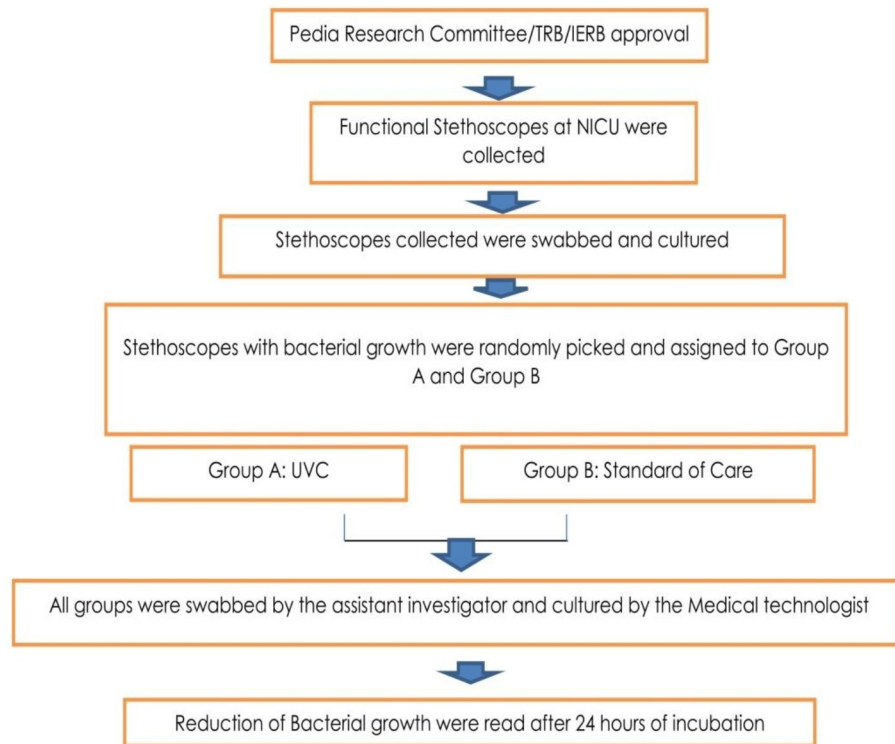 Pedia Research Committee/TRB/IERB approval
Functional Stethoscopes at NICU were
collected
Stethoscopes collected were swabbed and cultured
Stethoscopes with bacterial growth were randomly picked and assigned to Group
A and Group B
Group A: UVC
Group B: Standard of Care
All groups were swabbed by the assistant investigator and cultured by the Medical technologist
Reduction of Bacterial growth were read after 24 hours of incubation